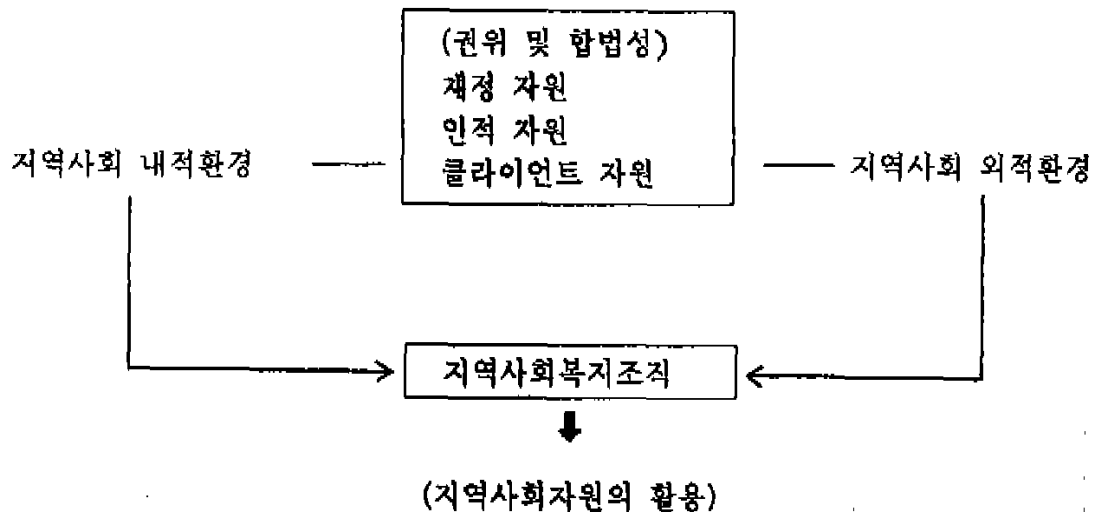 (권위 및 합법성)
재정 자원
인적 자원
클라이언트 자원
지역사회 내적환경
지역사회 외적환경
지역사회복지조직
(지역사회자원의 활용)